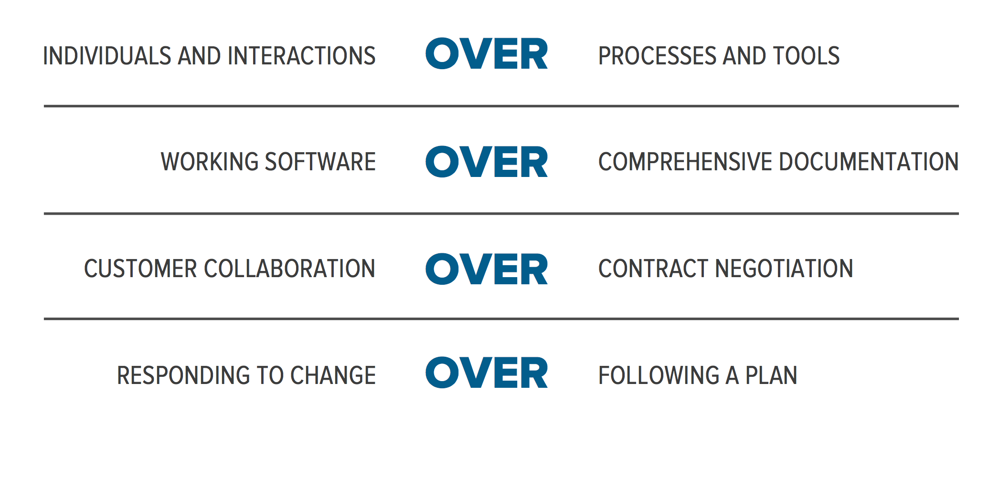 INDIVIDUALS AND INTERACTIONS OVER PROCESSES AND TOOLS
WORKING SOFTWARE OVER COMPREHENSIVE DOCUMENTATION
CUSTOMER COLLABORATION OVER CONTRACT NEGOTIATION
RESPONDING TO CHANGE OVER FOLLOWING A PLAN